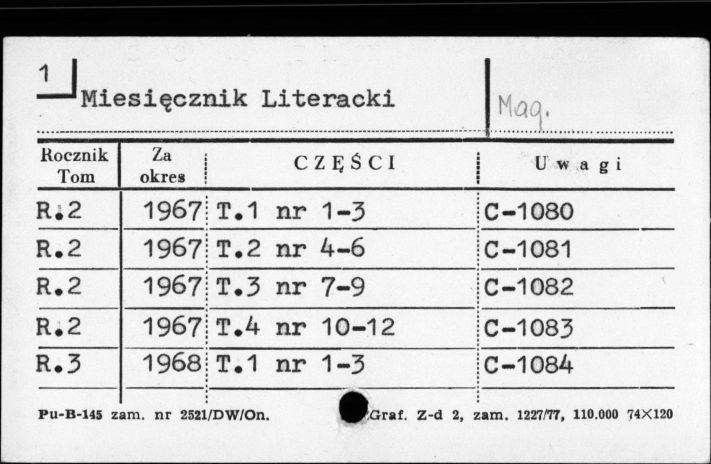 1
Miesięcznik Literacki
Mag.
Rocznik Tom Za okres CZĘŚCI Uwagi
R.2 1967 T.1 nr 1-3 C-1080
R.2 1967 T.2 nr 4-6 C-1081
R.2 1967 T.3 nr 7-9 C-1082
R.2 1967 T.4 nr 10-12 C-1083
R.3 1968 T.1 nr 1-3 C-1084
Pu-B-145 zam. nr 2521/DW/On. Graf. Z-d 2, zam. 1227/77, 110.000 74×120